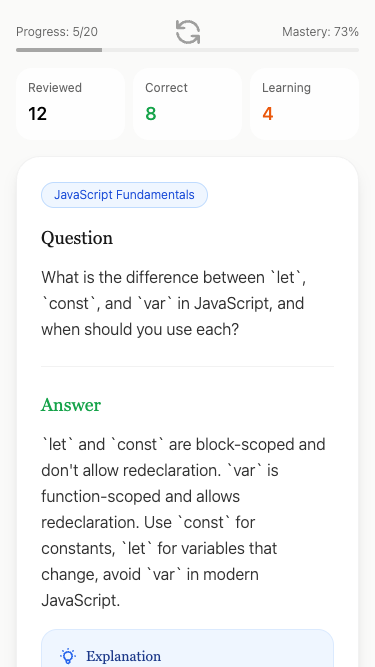 Progress: 5/20
Mastery: 73%
Reviewed
Correct
Learning
12
8
4
JavaScript Fundamentals
Question
What is the difference between `let`,
`const`, and `var` in JavaScript, and
when should you use each?
Answer
`let` and `const` are block-scoped and
don't allow redeclaration. `var` is
function-scoped and allows
redeclaration. Use `const` for
constants, `let` for variables that
change, avoid `var` in modern
JavaScript.
Explanation